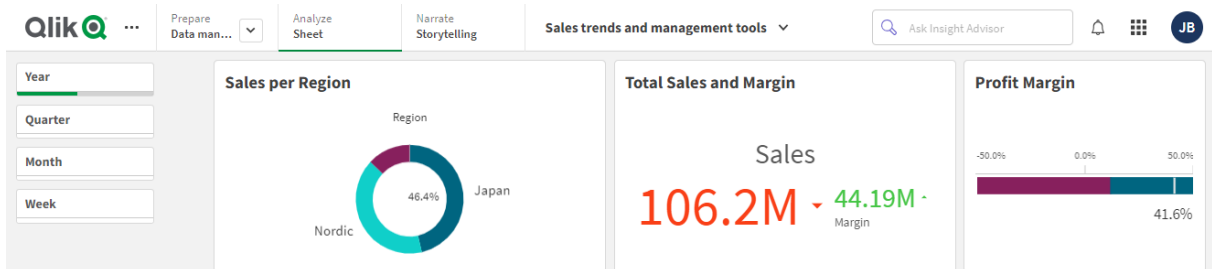 Qlik
...
Prepare
Data man...
Analyze
Sheet
Narrate
Storytelling
Sales trends and management tools
Ask Insight Advisor
JB
Year
Quarter
Month
Week
Sales per Region
Region
46.4%
Japan
Nordic
Total Sales and Margin
Sales
106.2M
44.19M
Margin
Profit Margin
-50.0% 0.0% 50.0%
41.6%